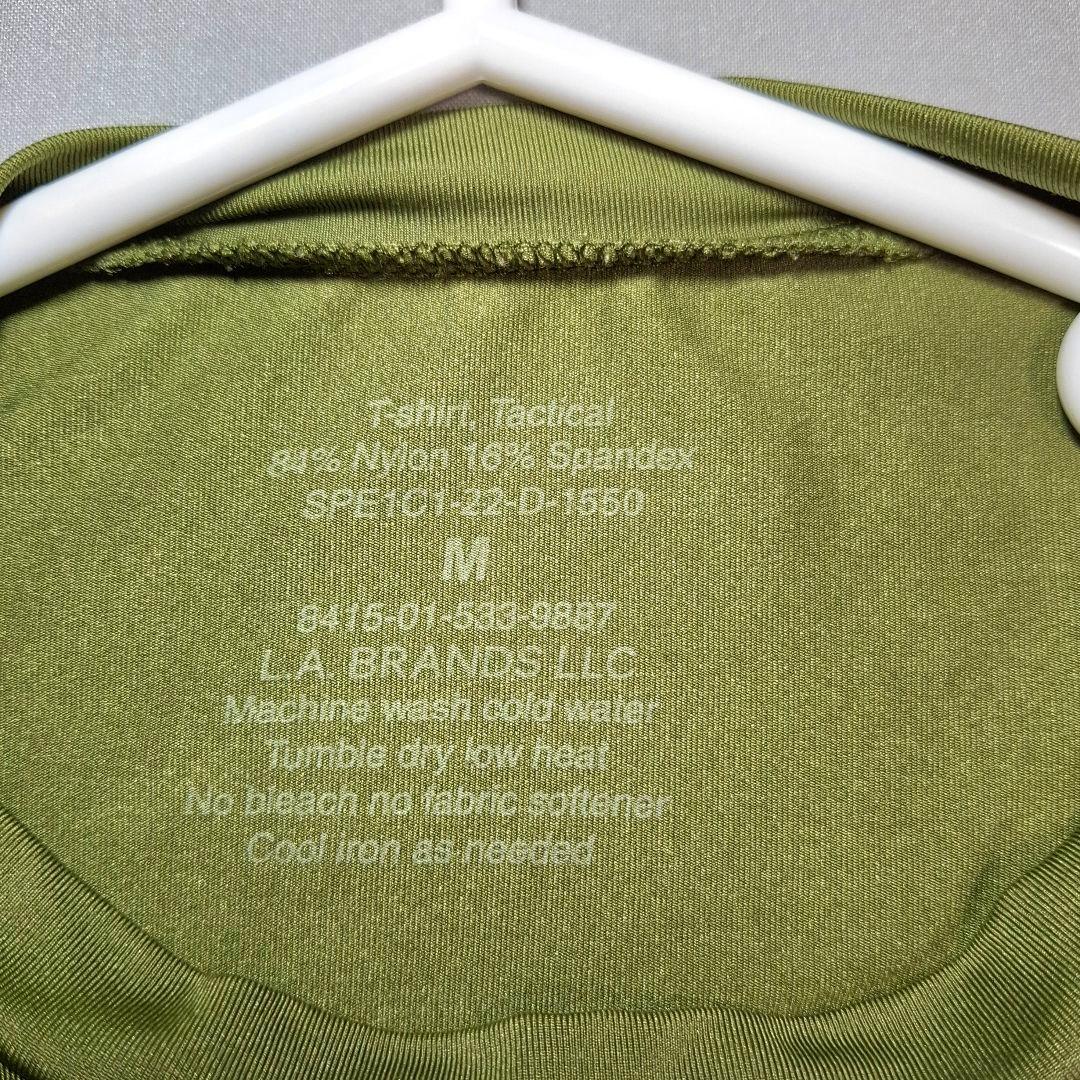 T-shirt, Tactical
84% Nylon 16% Spandex
SPE1C1-22-D-1550
M
8415-01-533-9887
L.A. BRANDS LLC
Machine wash cold water
Tumble dry low heat
No bleach no fabric softener
Cool iron as needed